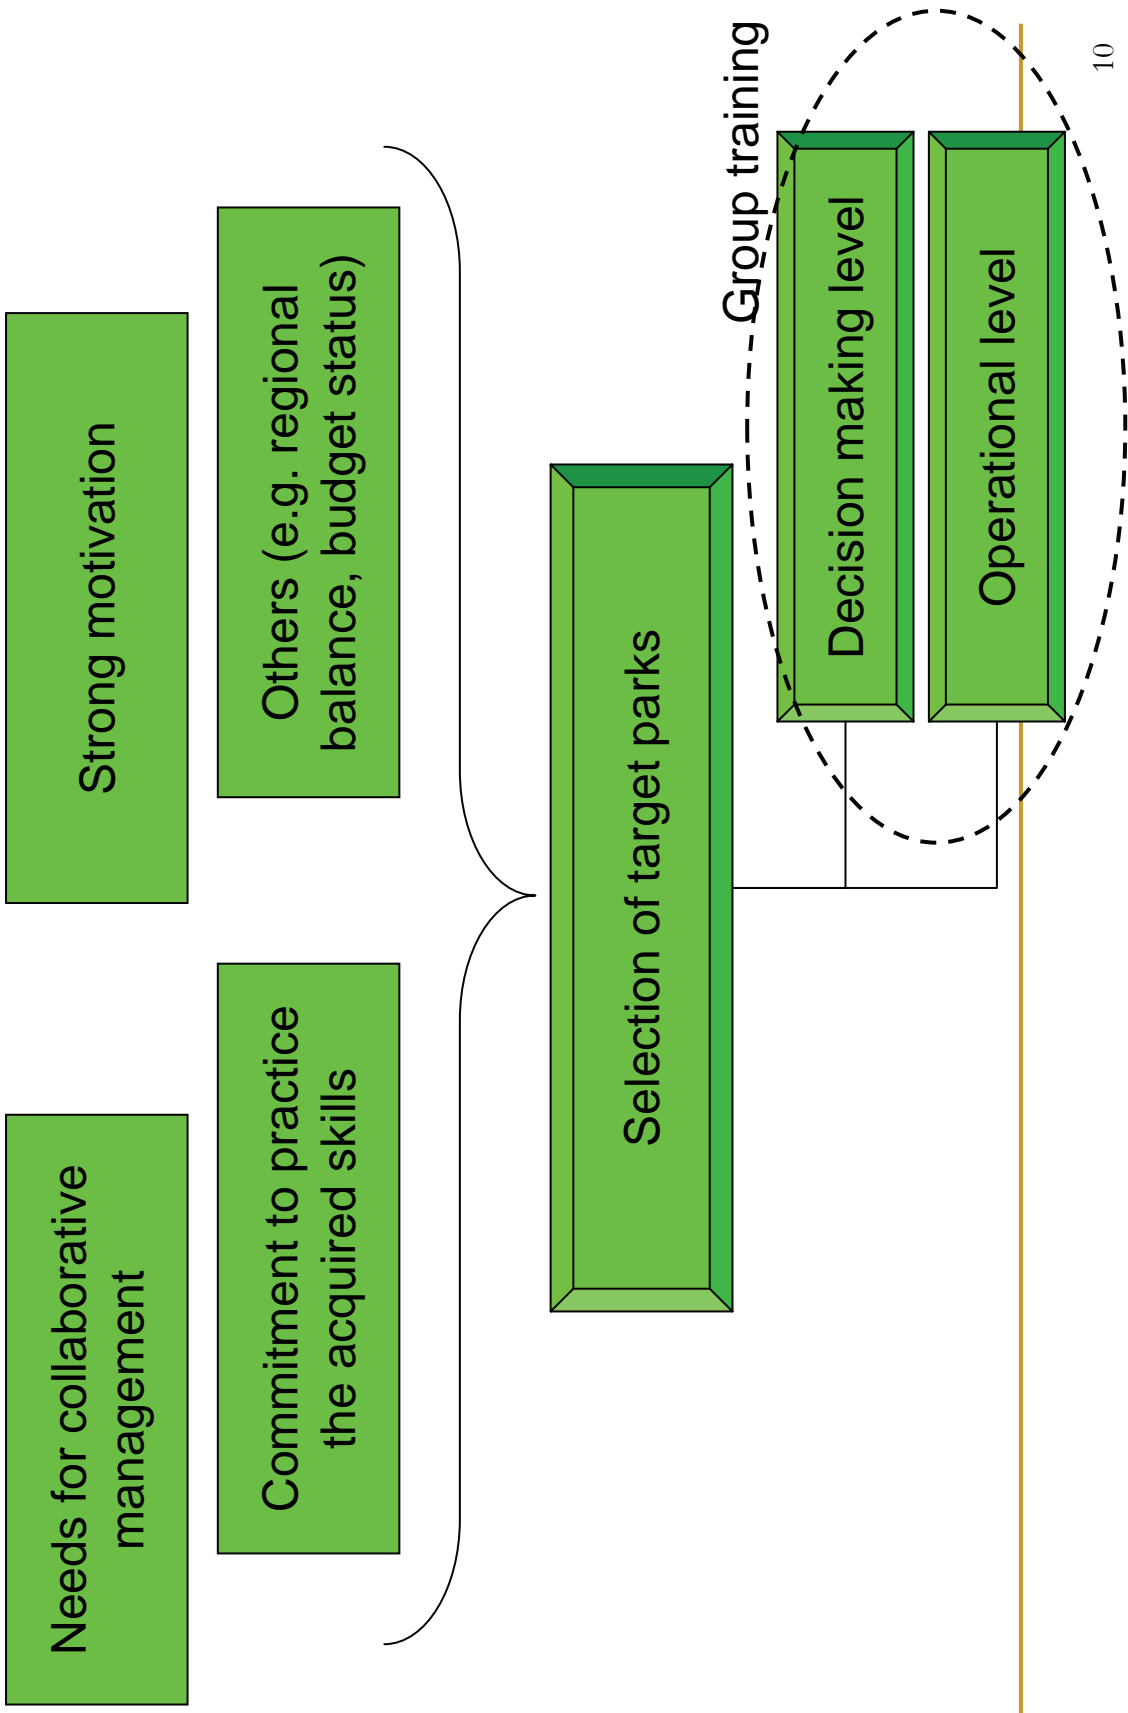 Needs for collaborative
management
Strong motivation
Commitment to practice
the acquired skills
Others (e.g. regional
balance, budget status)
Selection of target parks
Group training
Decision making level
Operational level
10